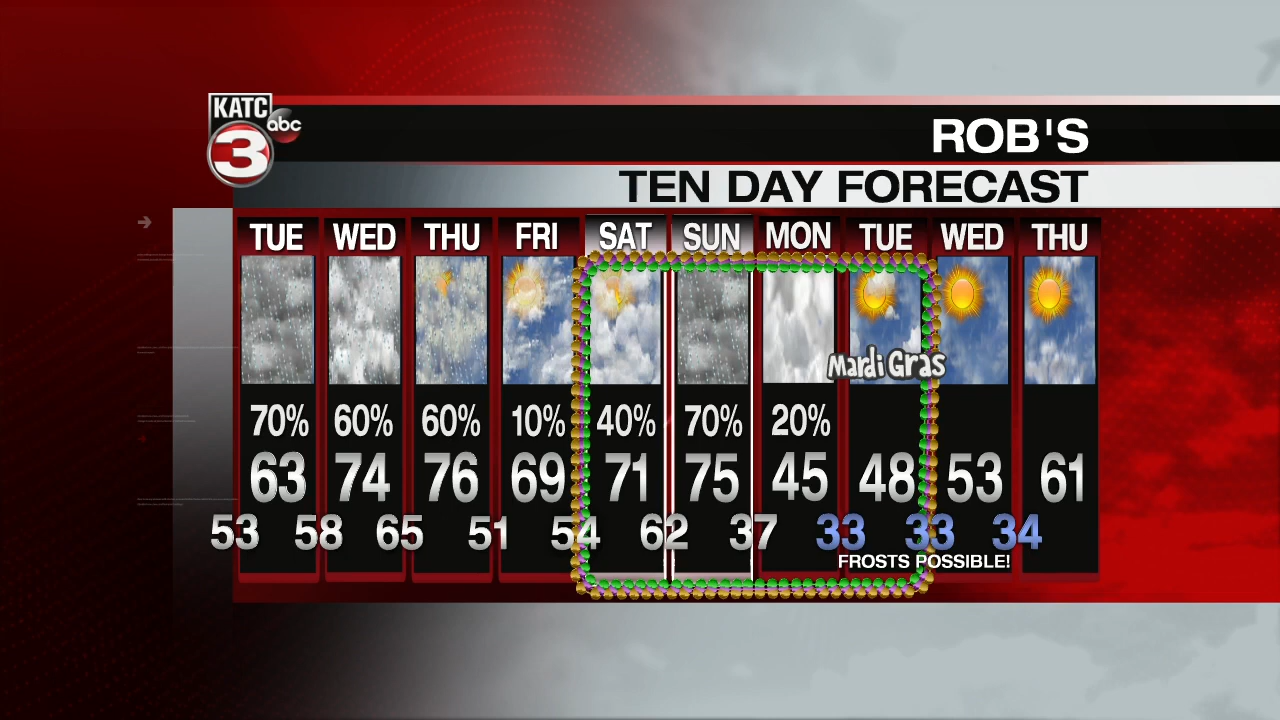 KATC
abc
3
ROB'S
TEN DAY FORECAST
TUE WED THU FRI SAT SUN MON TUE WED THU
Mardi Gras
70% 60% 60% 10% 40% 70% 20%
63 74 76 69 71 75 45 48 53 61
53 58 65 51 54 62 37 33 33 34
FROSTS POSSIBLE!